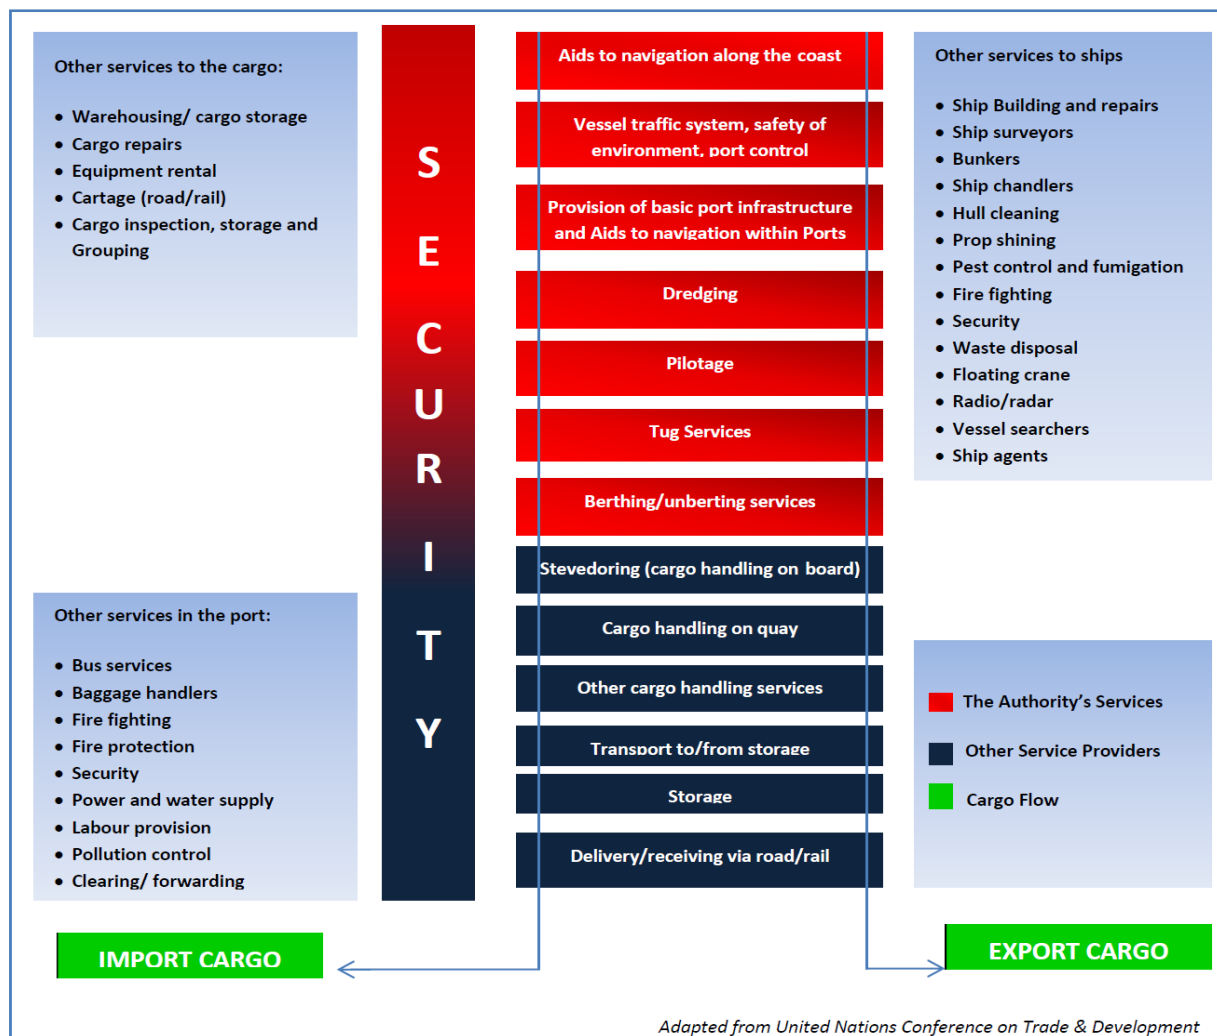 Other services to the cargo:
• Warehousing/ cargo storage
• Cargo repairs
• Equipment rental
• Cartage (road/rail)
• Cargo inspection, storage and
Grouping
Other services in the port:
• Bus services
• Baggage handlers
• Fire fighting
• Fire protection
• Security
• Power and water supply
• Labour provision
• Pollution control
• Clearing/ forwarding
S
E
C
U
R
I
T
Y
Aids to navigation along the coast
Vessel traffic system, safety of
environment, port control
Provision of basic port infrastructure
and Aids to navigation within Ports
Dredging
Pilotage
Tug Services
Berthing/unberting services
Stevedoring (cargo handling on board)
Cargo handling on quay
Other cargo handling services
Transport to/from storage
Storage
Delivery/receiving via road/rail
Other services to ships
• Ship Building and repairs
• Ship surveyors
• Bunkers
• Ship chandlers
• Hull cleaning
• Prop shining
• Pest control and fumigation
• Fire fighting
• Security
• Waste disposal
• Floating crane
• Radio/radar
• Vessel searchers
• Ship agents
The Authority’s Services
Other Service Providers
Cargo Flow
IMPORT CARGO
EXPORT CARGO
Adapted from United Nations Conference on Trade & Development